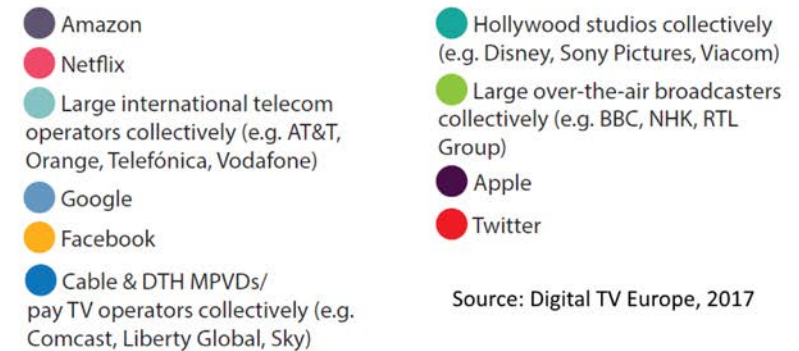 Amazon
Netflix
Large international telecom
operators collectively (e.g. AT&T,
Orange, Telefónica, Vodafone)
Google
Facebook
Cable & DTH MPVDs/
pay TV operators collectively (e.g.
Comcast, Liberty Global, Sky)
Hollywood studios collectively
(e.g. Disney, Sony Pictures, Viacom)
Large over-the-air broadcasters
collectively (e.g. BBC, NHK, RTL
Group)
Apple
Twitter
Source: Digital TV Europe, 2017